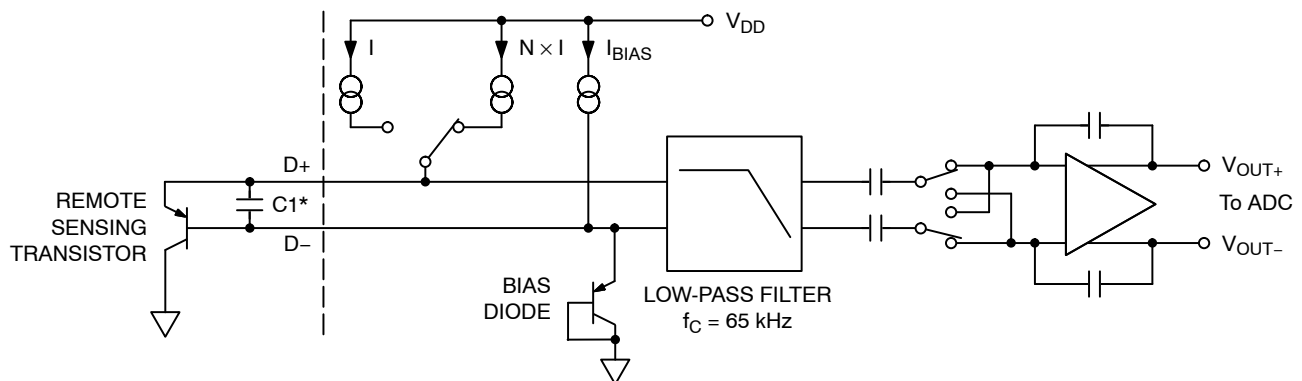 V_DD
I
N × I
I_BIAS
D+
C1*
D−
REMOTE
SENSING
TRANSISTOR
BIAS
DIODE
LOW-PASS FILTER
f_C = 65 kHz
V_OUT+
To ADC
V_OUT−